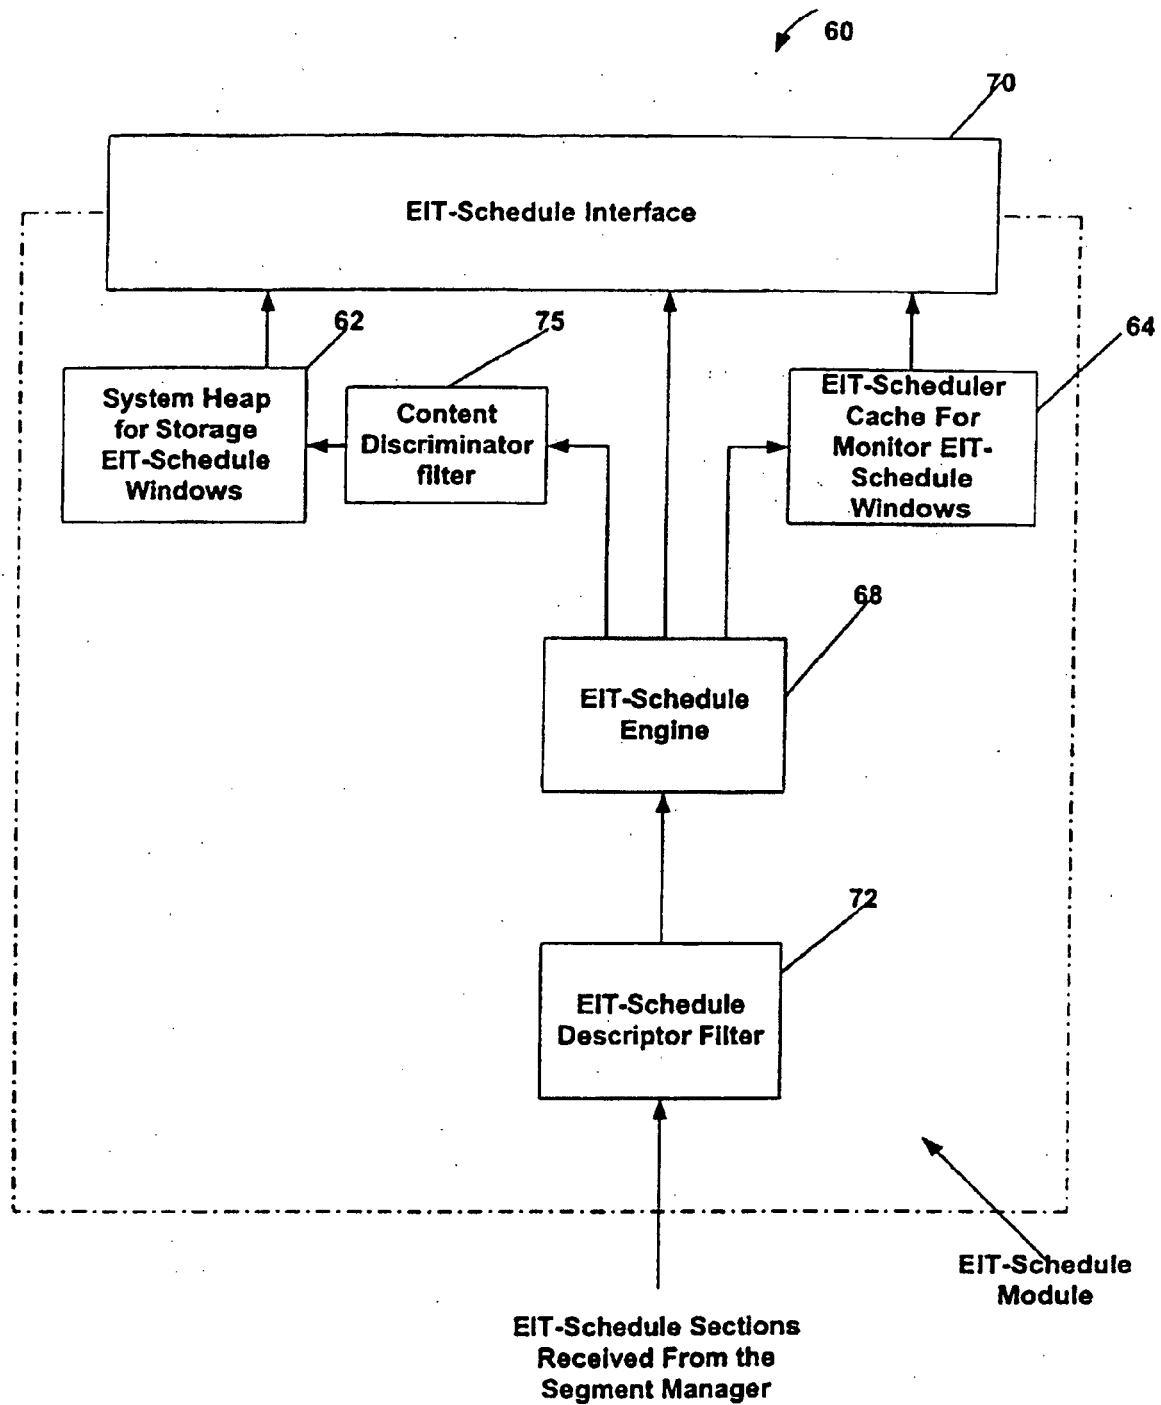 60
70
EIT-Schedule Interface
62
75
64
System Heap
for Storage
EIT-Schedule
Windows
Content
Discriminator
filter
EIT-Scheduler
Cache For
Monitor EIT-
Schedule
Windows
68
EIT-Schedule
Engine
72
EIT-Schedule
Descriptor Filter
EIT-Schedule
Module
EIT-Schedule Sections
Received From the
Segment Manager